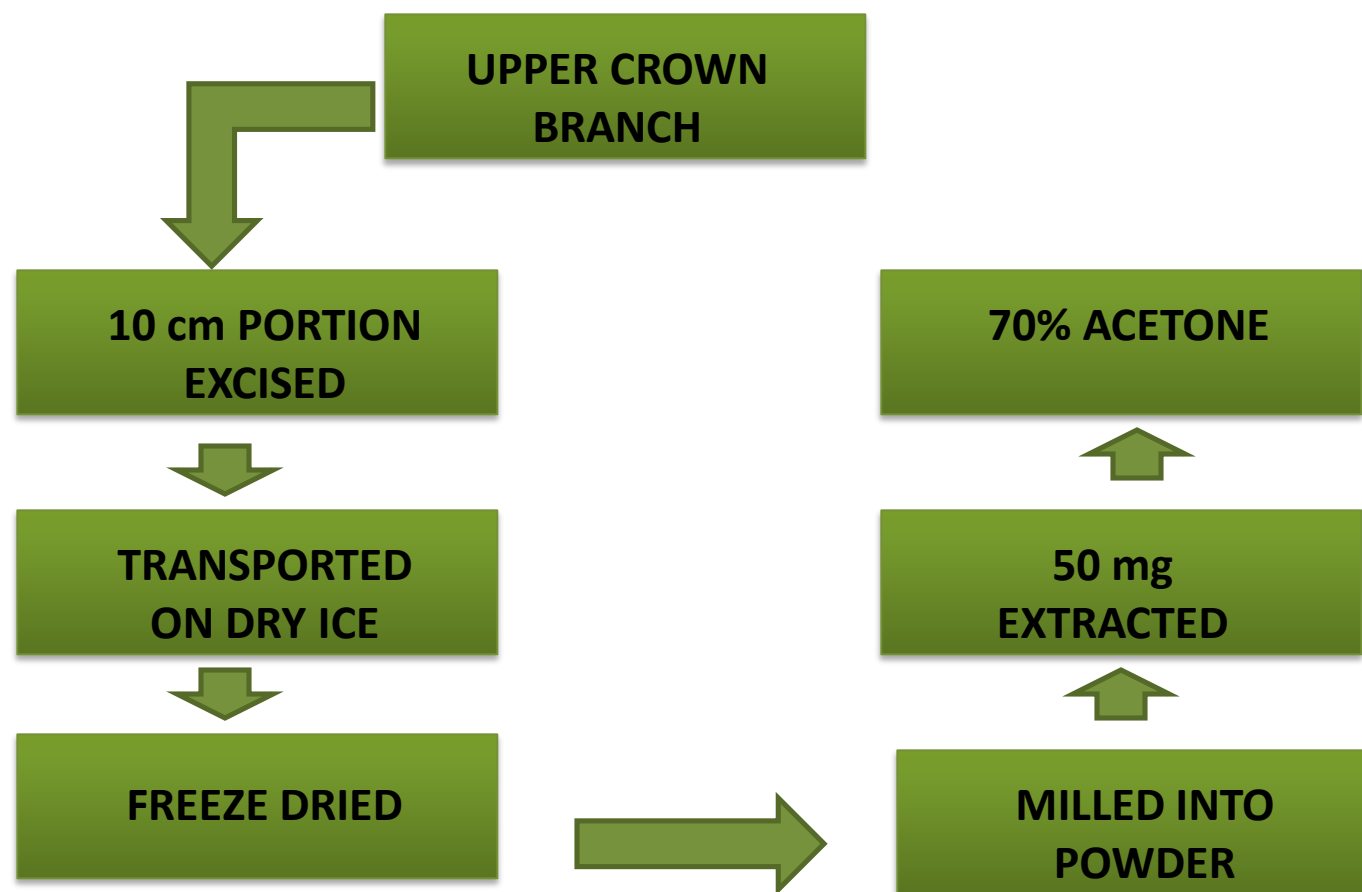 UPPER CROWN
BRANCH
10 cm PORTION
EXCISED
TRANSPORTED
ON DRY ICE
FREEZE DRIED
MILLED INTO
POWDER
50 mg
EXTRACTED
70% ACETONE